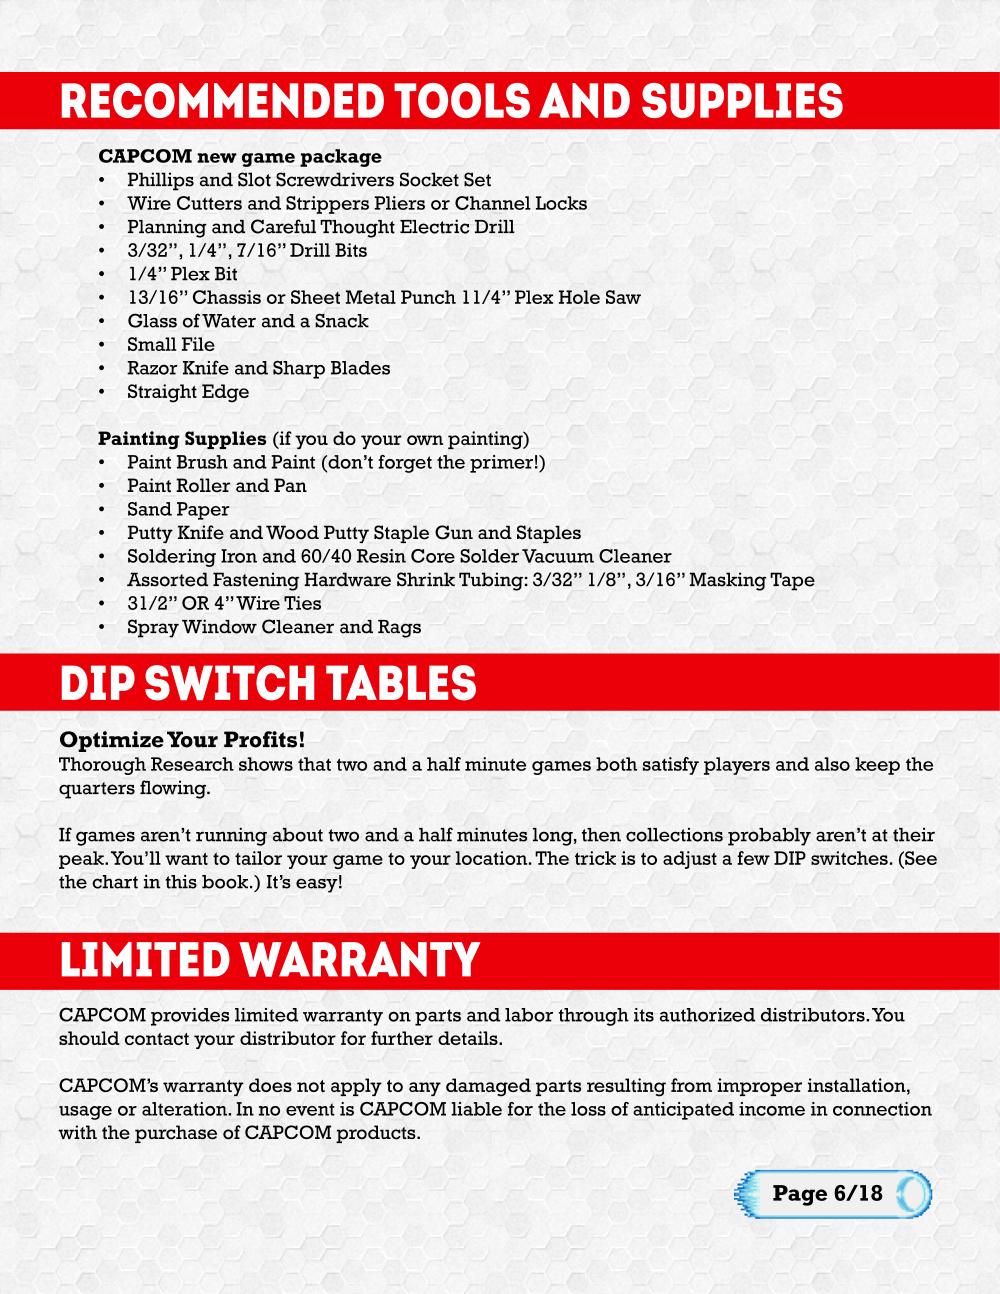 RECOMMENDED TOOLS AND SUPPLIES
CAPCOM new game package
• Phillips and Slot Screwdrivers Socket Set
• Wire Cutters and Strippers Pliers or Channel Locks
• Planning and Careful Thought Electric Drill
• 3/32”, 1/4”, 7/16” Drill Bits
• 1/4” Plex Bit
• 13/16” Chassis or Sheet Metal Punch 11/4” Plex Hole Saw
• Glass of Water and a Snack
• Small File
• Razor Knife and Sharp Blades
• Straight Edge
Painting Supplies (if you do your own painting)
• Paint Brush and Paint (don’t forget the primer!)
• Paint Roller and Pan
• Sand Paper
• Putty Knife and Wood Putty Staple Gun and Staples
• Soldering Iron and 60/40 Resin Core Solder Vacuum Cleaner
• Assorted Fastening Hardware Shrink Tubing: 3/32” 1/8”, 3/16” Masking Tape
• 31/2” OR 4” Wire Ties
• Spray Window Cleaner and Rags
DIP SWITCH TABLES
Optimize Your Profits!
Thorough Research shows that two and a half minute games both satisfy players and also keep the
quarters flowing.
If games aren’t running about two and a half minutes long, then collections probably aren’t at their
peak. You’ll want to tailor your game to your location. The trick is to adjust a few DIP switches. (See
the chart in this book.) It’s easy!
LIMITED WARRANTY
CAPCOM provides limited warranty on parts and labor through its authorized distributors. You
should contact your distributor for further details.
CAPCOM’s warranty does not apply to any damaged parts resulting from improper installation,
usage or alteration. In no event is CAPCOM liable for the loss of anticipated income in connection
with the purchase of CAPCOM products.
Page 6/18